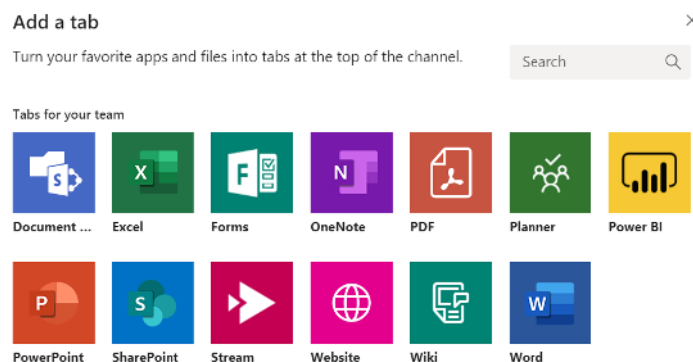 Add a tab
Turn your favorite apps and files into tabs at the top of the channel.
Search
Tabs for your team
X
F
N
P
S
W
Document ... Excel Forms OneNote PDF Planner Power BI
PowerPoint SharePoint Stream Website Wiki Word